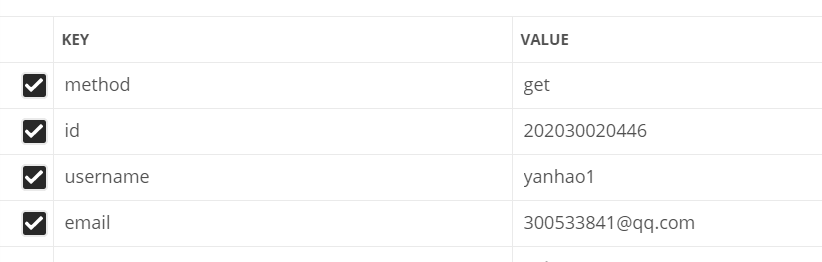 KEY VALUE
method get
id 202030020446
username yanhao1
email 300533841@qq.com